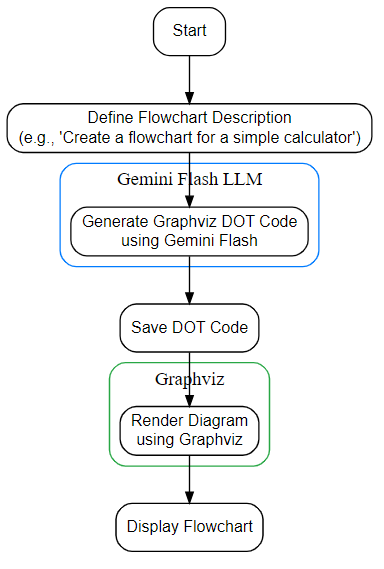 Start
Define Flowchart Description
(e.g., 'Create a flowchart for a simple calculator')
Gemini Flash LLM
Generate Graphviz DOT Code
using Gemini Flash
Save DOT Code
Graphviz
Render Diagram
using Graphviz
Display Flowchart